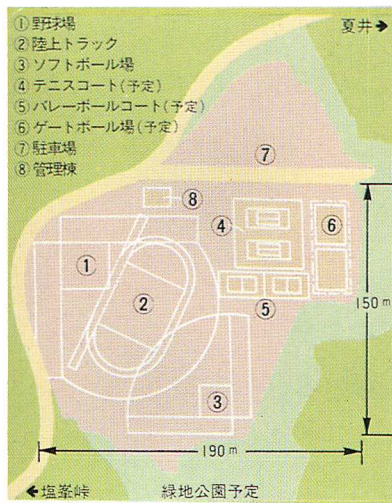 ①野球場
②陸上トラック
③ソフトボール場
④テニスコート(予定)
⑤バレーボールコート(予定)
⑥ゲートボール場(予定)
⑦駐車場
⑧管理棟
夏井→
⑦
⑧
④
⑥
①
②
⑤
150m
③
190m
←塩峯峠
緑地公園予定